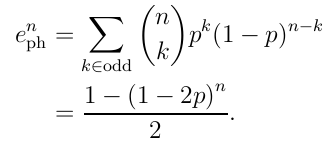 $e_{\mathrm{ph}}^{n} = \sum_{k \in \mathrm{odd}} \binom{n}{k} p^{k} (1-p)^{n-k}$
$= \frac{1 - (1 - 2p)^{n}}{2}.$